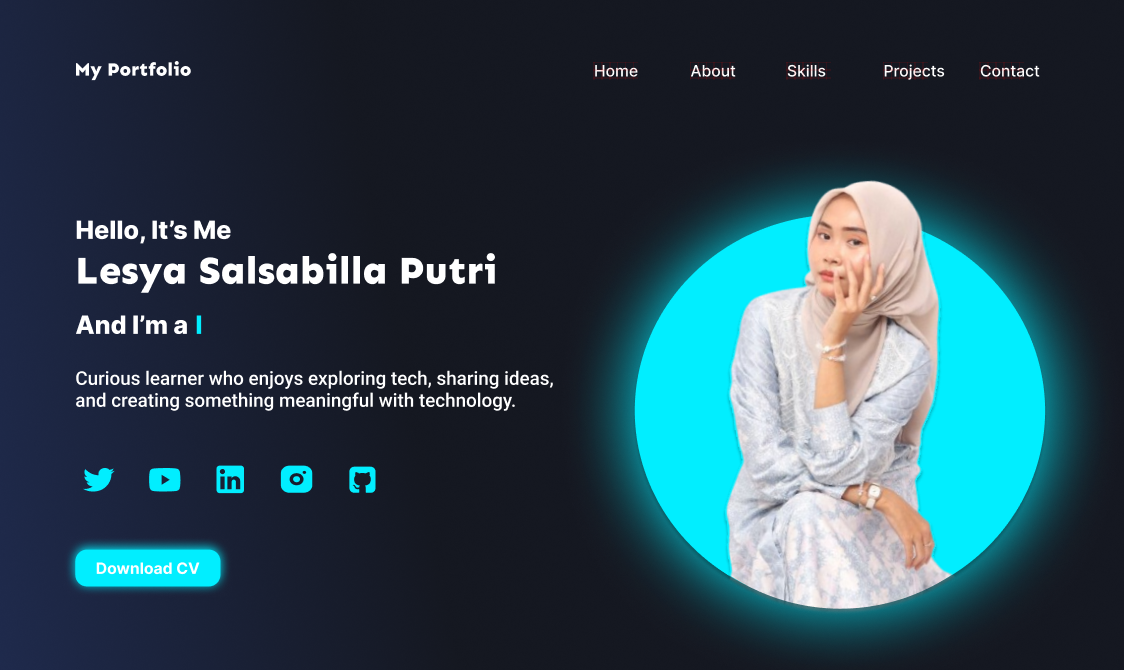 My Portfolio
Home About Skills Projects Contact
Hello, It’s Me
Lesya Salsabilla Putri
And I’m a I
Curious learner who enjoys exploring tech, sharing ideas,
and creating something meaningful with technology.
in
Download CV